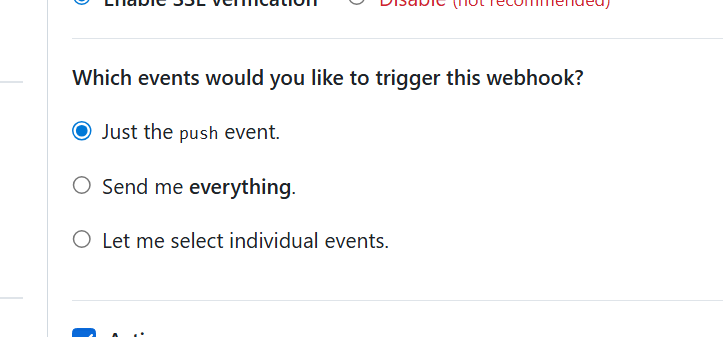 Enable SSL verification Disable (not recommended)
Which events would you like to trigger this webhook?
Just the push event.
Send me everything.
Let me select individual events.